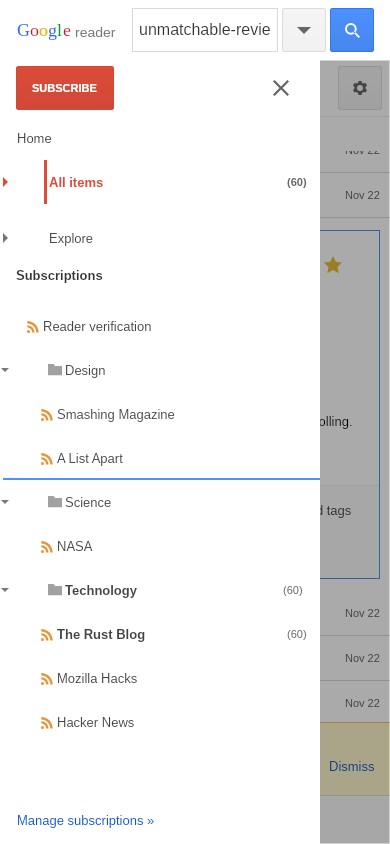 Google reader
unmatchable-revie
SUBSCRIBE
Home
All items (60)
Nov 22
Explore
Subscriptions
Reader verification
Design
Smashing Magazine
olling.
A List Apart
Science
tags
NASA
Technology (60)
Nov 22
The Rust Blog (60)
Nov 22
Mozilla Hacks
Nov 22
Hacker News
Dismiss
Manage subscriptions »